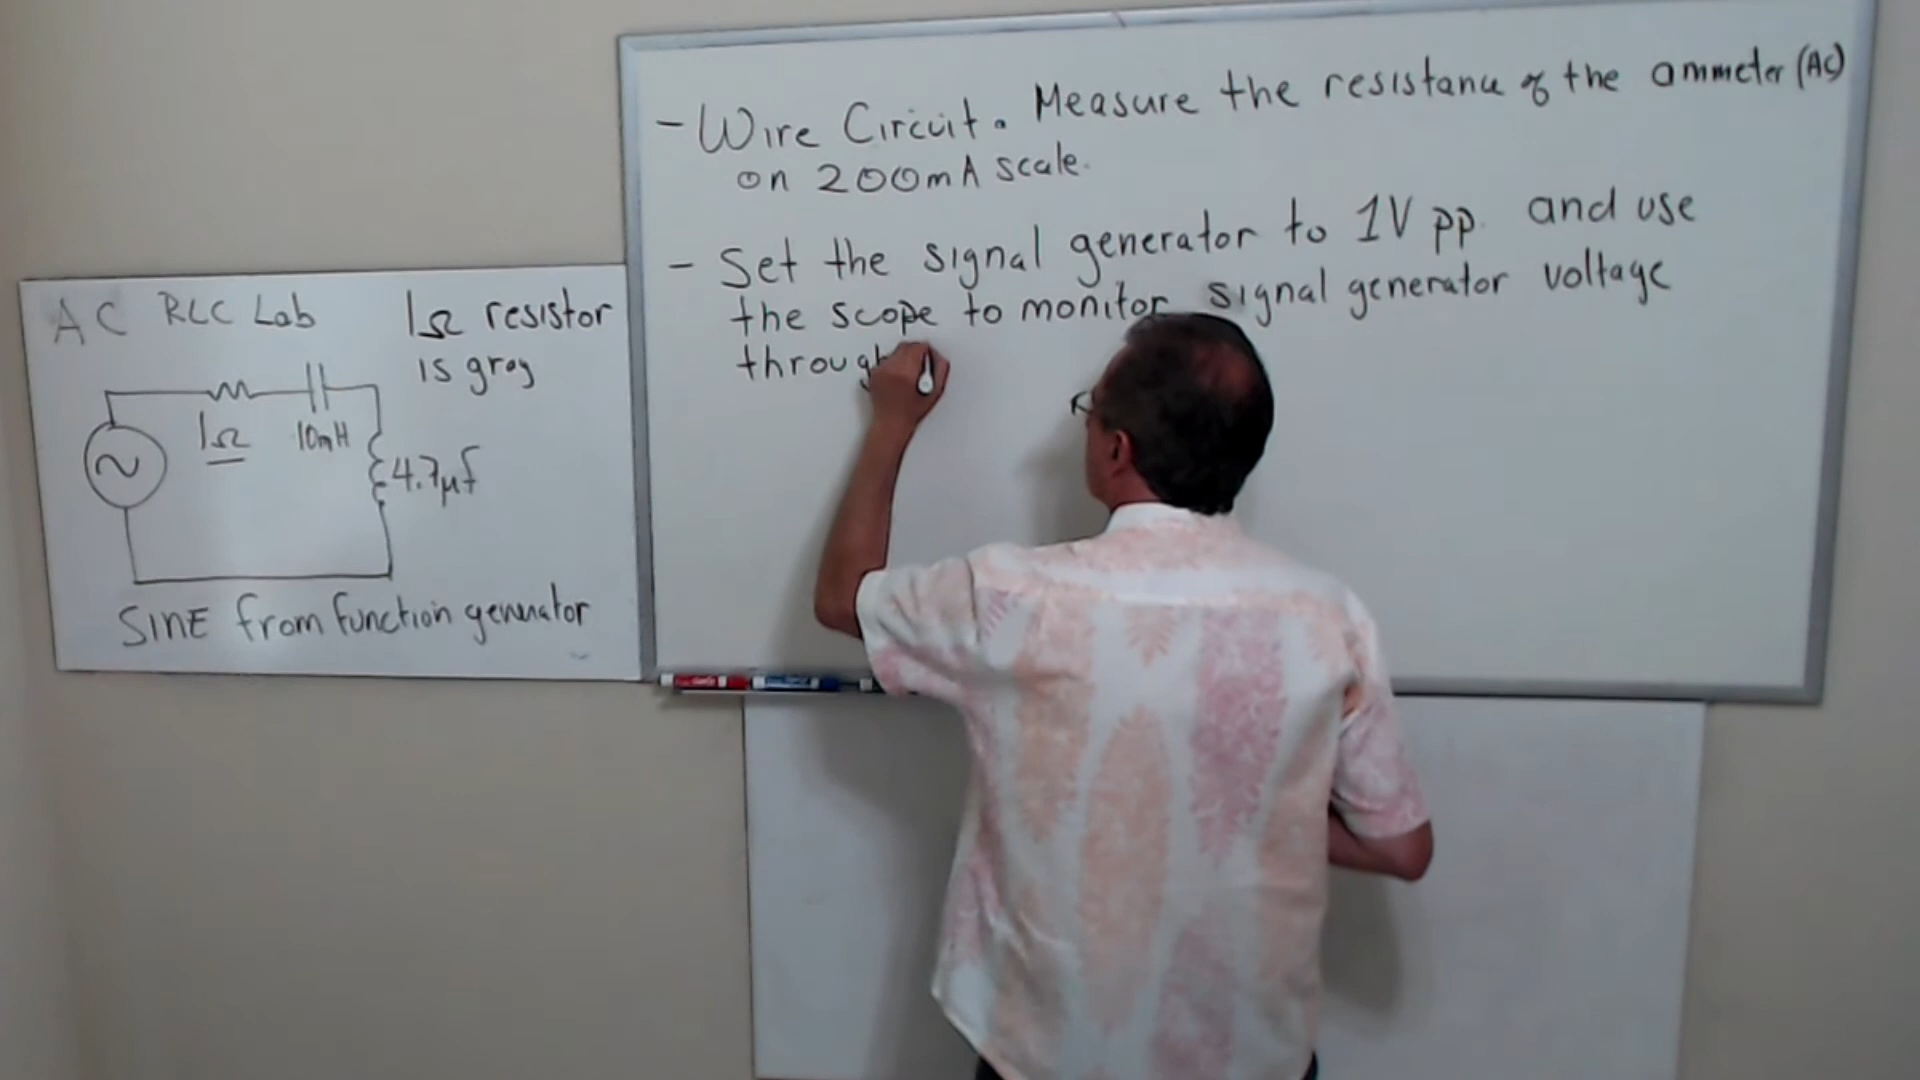 AC RLC Lab
1Ω resistor
is gray
1Ω
10mH
4.7μf
SINE from function generator
- Wire Circuit. Measure the resistance of the ammeter (AC)
on 200mA scale.
- Set the signal generator to 1V pp. and use
the scope to monitor signal generator voltage
throug